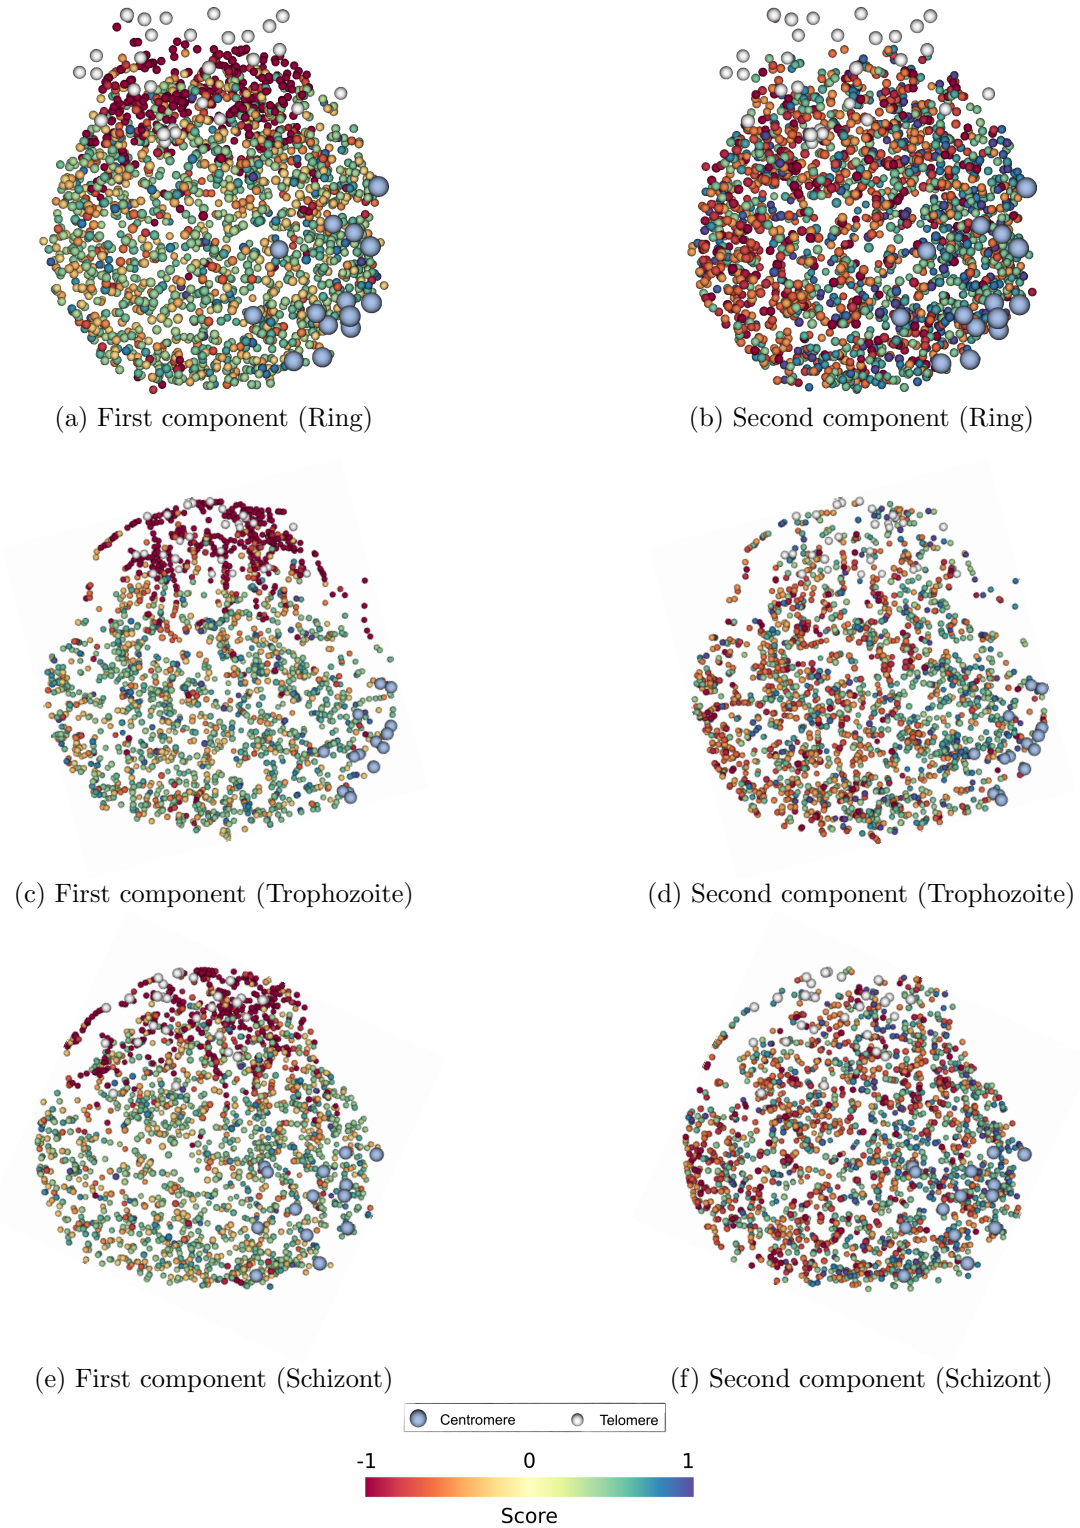 (a) First component (Ring)
(b) Second component (Ring)
(c) First component (Trophozoite)
(d) Second component (Trophozoite)
(e) First component (Schizont)
(f) Second component (Schizont)
Centromere Telomere
-1 0 1
Score